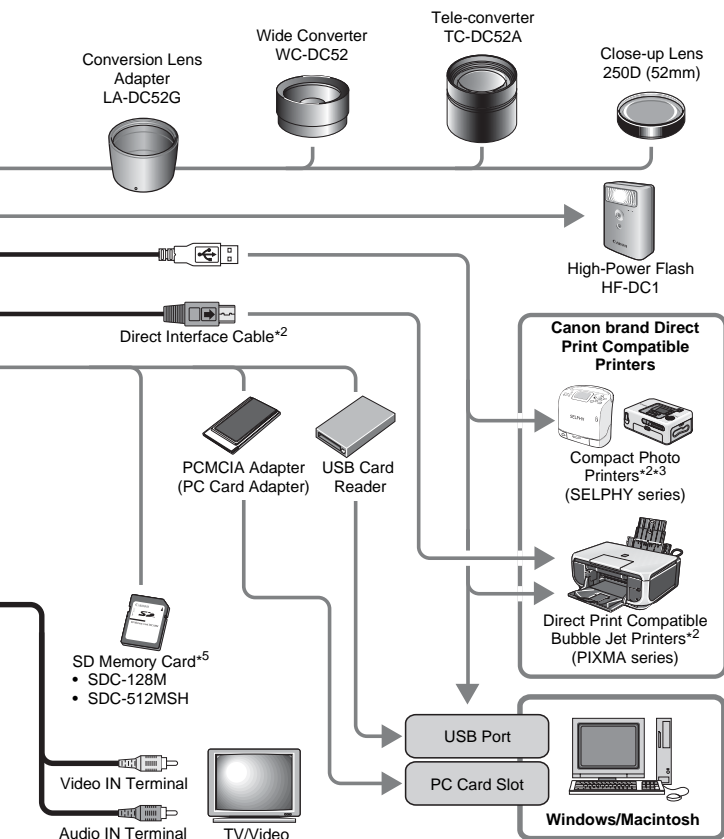 Tele-converter
TC-DC52A
Wide Converter
WC-DC52
Close-up Lens
250D (52mm)
Conversion Lens
Adapter
LA-DC52G
High-Power Flash
HF-DC1
Direct Interface Cable*2
Canon brand Direct
Print Compatible
Printers
SELPHY
Compact Photo
Printers*2*3
(SELPHY series)
PCMCIA Adapter
(PC Card Adapter)
USB Card
Reader
Direct Print Compatible
Bubble Jet Printers*2
(PIXMA series)
SD Memory Card*5
• SDC-128M
• SDC-512MSH
USB Port
PC Card Slot
Windows/Macintosh
Video IN Terminal
Audio IN Terminal
TV/Video